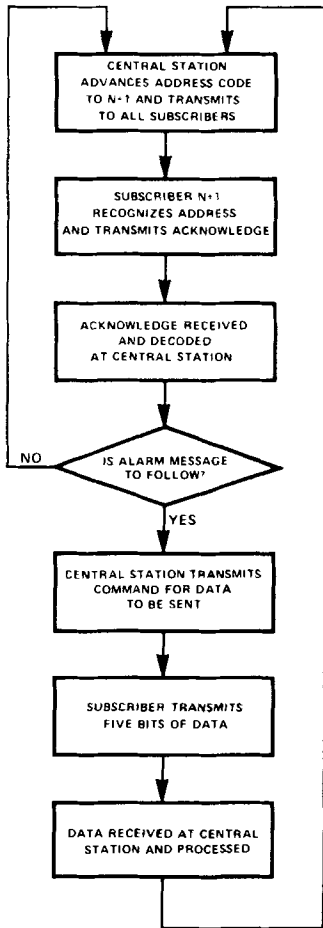 CENTRAL STATION
ADVANCES ADDRESS CODE
TO N+1 AND TRANSMITS
TO ALL SUBSCRIBERS
SUBSCRIBER N+1
RECOGNIZES ADDRESS
AND TRANSMITS ACKNOWLEDGE
ACKNOWLEDGE RECEIVED
AND DECODED
AT CENTRAL STATION
NO
IS ALARM MESSAGE
TO FOLLOW?
YES
CENTRAL STATION TRANSMITS
COMMAND FOR DATA
TO BE SENT
SUBSCRIBER TRANSMITS
FIVE BITS OF DATA
DATA RECEIVED AT CENTRAL
STATION AND PROCESSED